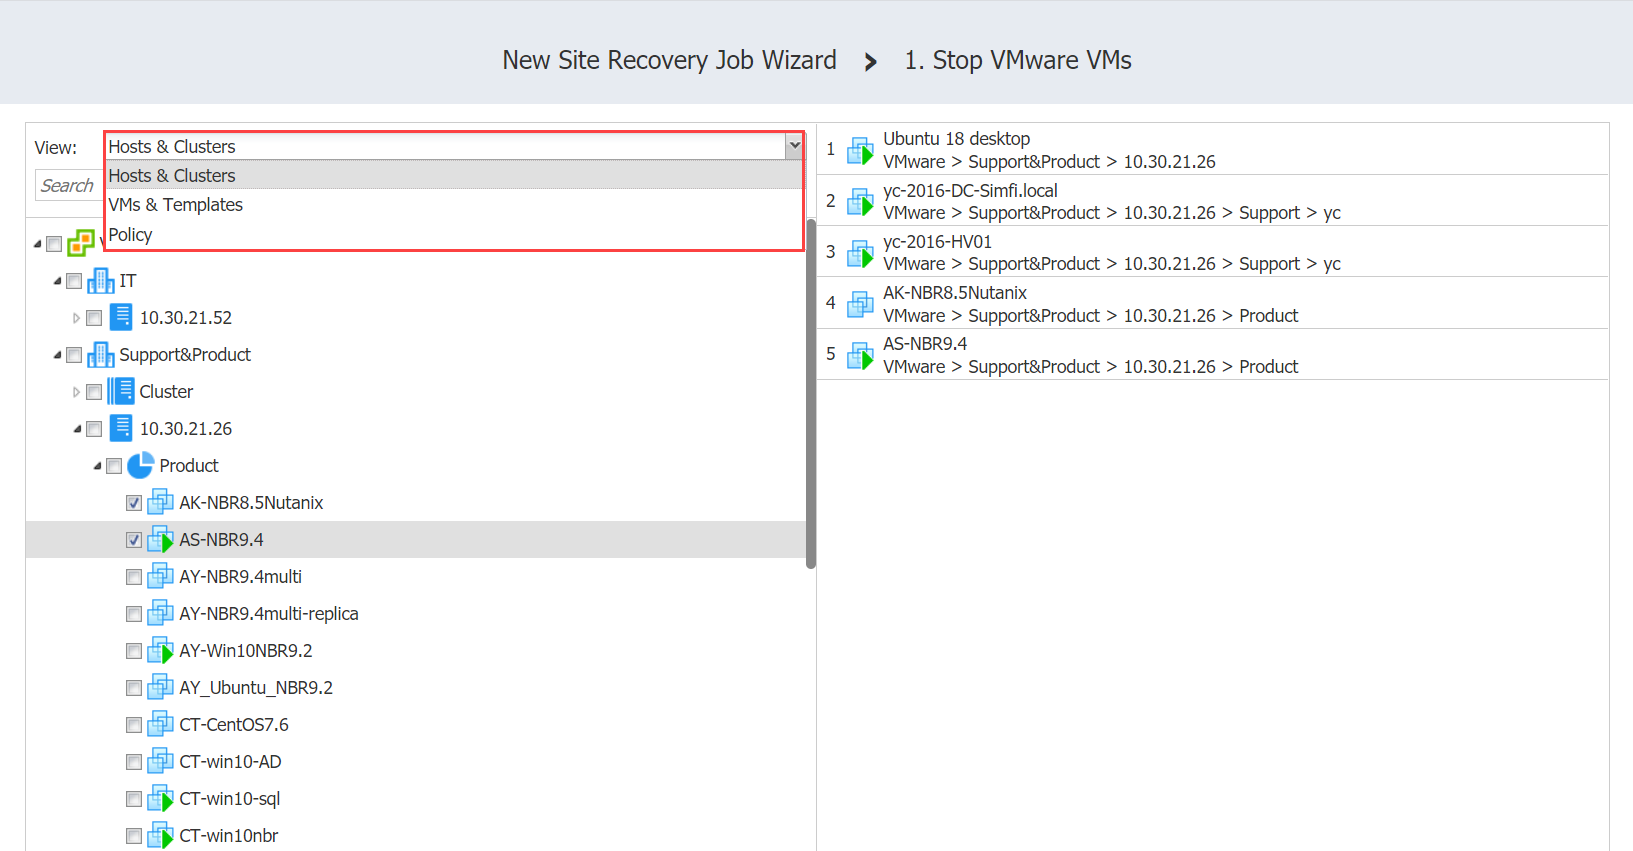 New Site Recovery Job Wizard > 1. Stop VMware VMs
View: Hosts & Clusters
Hosts & Clusters
Search
VMs & Templates
Policy
IT
10.30.21.52
Support&Product
Cluster
10.30.21.26
Product
AK-NBR8.5Nutanix
AS-NBR9.4
AY-NBR9.4multi
AY-NBR9.4multi-replica
AY-Win10NBR9.2
AY_Ubuntu_NBR9.2
CT-CentOS7.6
CT-win10-AD
CT-win10-sql
CT-win10nbr
1 Ubuntu 18 desktop
VMware > Support&Product > 10.30.21.26
2 yc-2016-DC-Simfi.local
VMware > Support&Product > 10.30.21.26 > Support > yc
3 yc-2016-HV01
VMware > Support&Product > 10.30.21.26 > Support > yc
4 AK-NBR8.5Nutanix
VMware > Support&Product > 10.30.21.26 > Product
5 AS-NBR9.4
VMware > Support&Product > 10.30.21.26 > Product